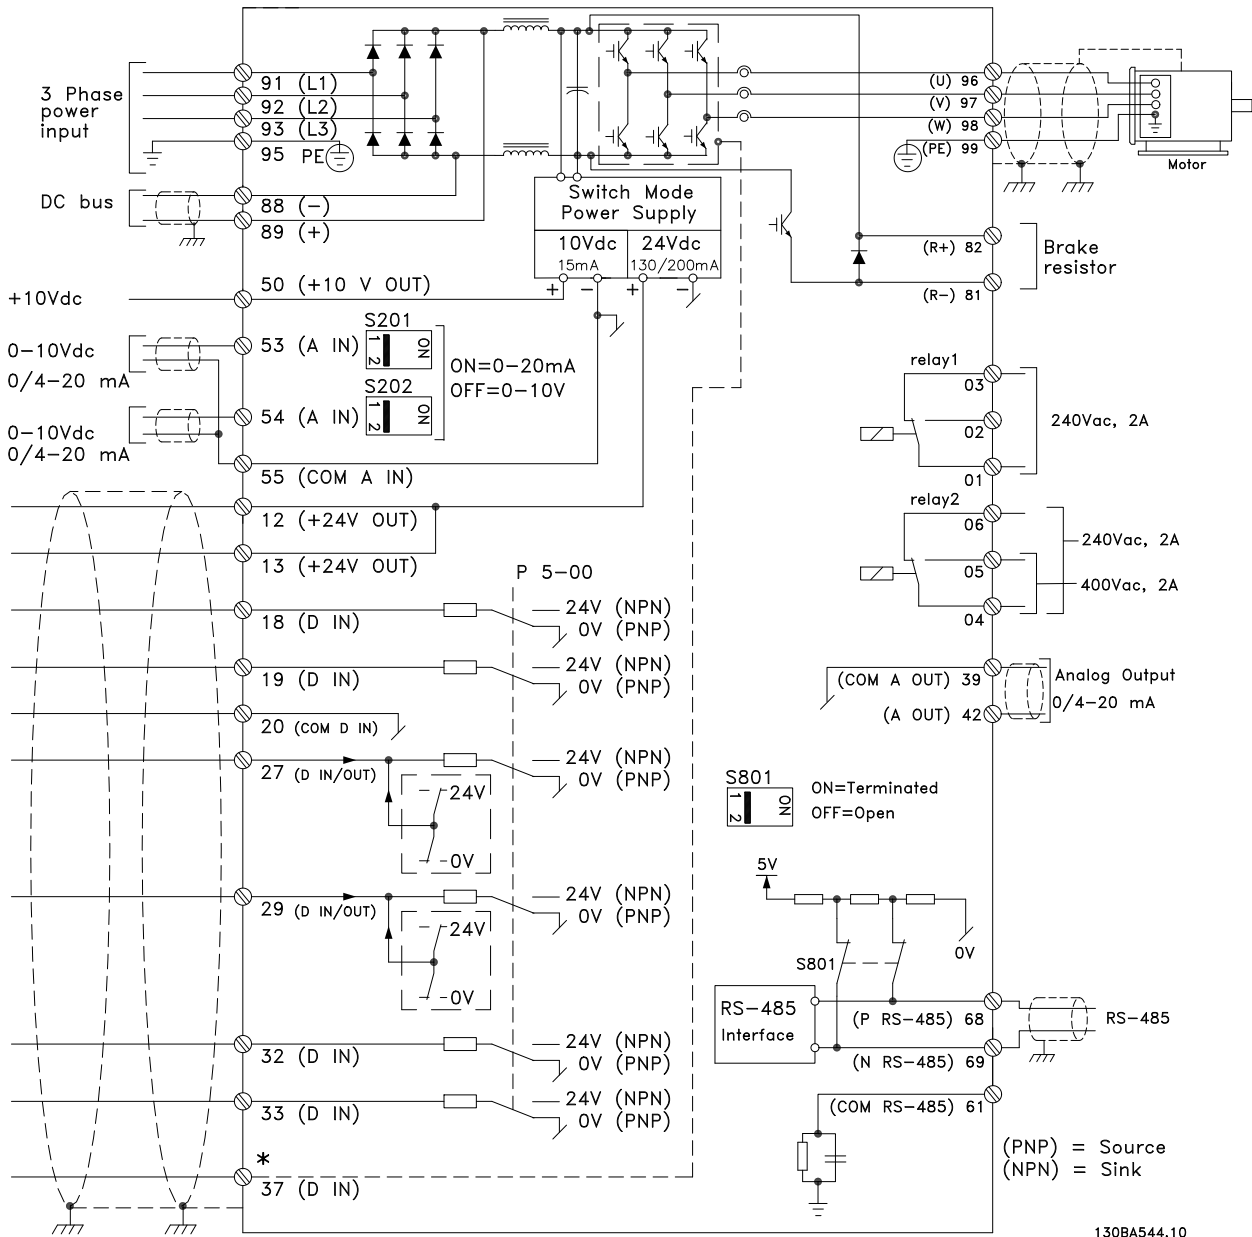 3 Phase
power
input
91 (L1)
92 (L2)
93 (L3)
95 PE
DC bus
88 (−)
89 (+)
Switch Mode
Power Supply
10Vdc
15mA
24Vdc
130/200mA
+ − + −
+10Vdc
50 (+10 V OUT)
S201
1 2
ON
0−10Vdc
0/4−20 mA
53 (A IN)
ON=0−20mA
OFF=0−10V
S202
1 2
ON
0−10Vdc
0/4−20 mA
54 (A IN)
55 (COM A IN)
12 (+24V OUT)
13 (+24V OUT)
P 5-00
18 (D IN)
24V (NPN)
0V (PNP)
19 (D IN)
24V (NPN)
0V (PNP)
20 (COM D IN)
27 (D IN/OUT)
24V (NPN)
0V (PNP)
24V
0V
29 (D IN/OUT)
24V (NPN)
0V (PNP)
24V
0V
32 (D IN)
24V (NPN)
0V (PNP)
33 (D IN)
24V (NPN)
0V (PNP)
*
37 (D IN)
(U) 96
(V) 97
(W) 98
(PE) 99
Motor
(R+) 82
Brake
resistor
(R−) 81
relay1
03
02
240Vac, 2A
01
relay2
06
240Vac, 2A
05
400Vac, 2A
04
(COM A OUT) 39
Analog Output
0/4−20 mA
(A OUT) 42
S801
1 2
ON
ON=Terminated
OFF=Open
5V
S801
0V
RS−485
Interface
(P RS−485) 68
RS−485
(N RS−485) 69
(COM RS−485) 61
(PNP) = Source
(NPN) = Sink
130BA544.10